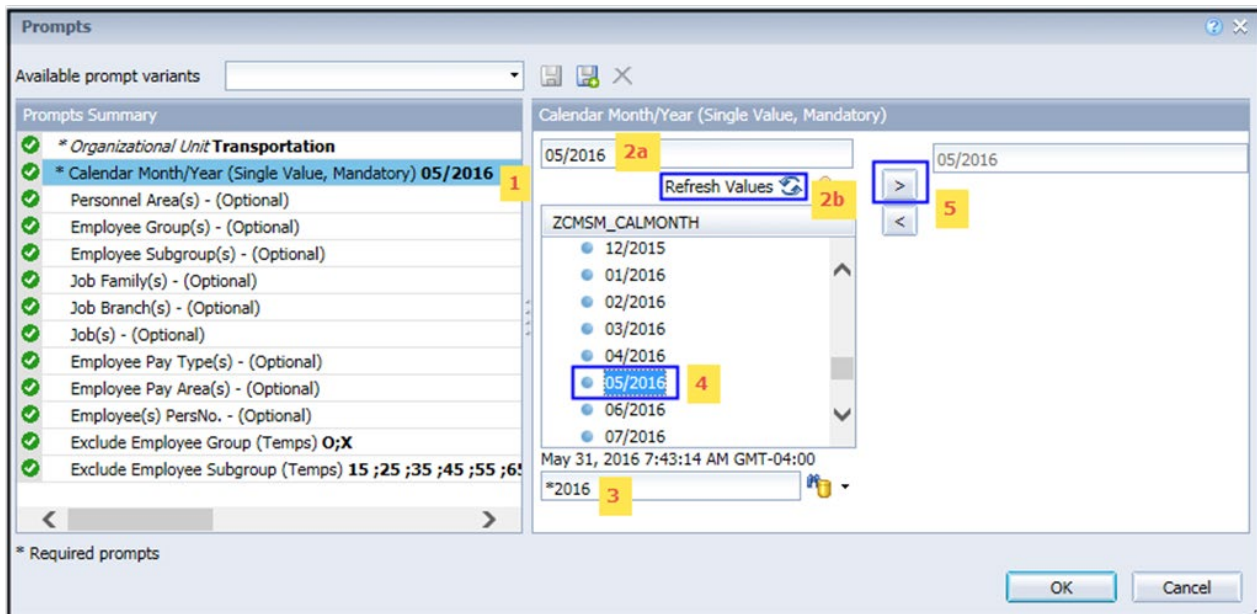 Prompts
Available prompt variants
Prompts Summary
* Organizational Unit Transportation
* Calendar Month/Year (Single Value, Mandatory) 05/2016
1
Personnel Area(s) - (Optional)
Employee Group(s) - (Optional)
Employee Subgroup(s) - (Optional)
Job Family(s) - (Optional)
Job Branch(s) - (Optional)
Job(s) - (Optional)
Employee Pay Type(s) - (Optional)
Employee Pay Area(s) - (Optional)
Employee(s) PersNo. - (Optional)
Exclude Employee Group (Temps) O;X
Exclude Employee Subgroup (Temps) 15 ;25 ;35 ;45 ;55 ;65
* Required prompts
Calendar Month/Year (Single Value, Mandatory)
05/2016 2a
Refresh Values 2b
ZCMSM_CALMONTH
12/2015
01/2016
02/2016
03/2016
04/2016
05/2016 4
06/2016
07/2016
May 31, 2016 7:43:14 AM GMT-04:00
*2016 3
> 5
<
05/2016
OK
Cancel